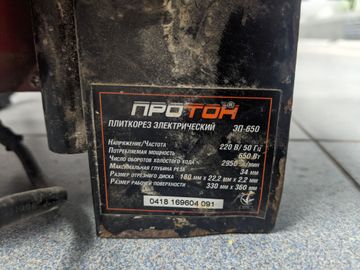 ПРОТОН®
ПЛИТКОРЕЗ ЭЛЕКТРИЧЕСКИЙ ЭП-650
Напряжение/Частота 220 В/ 50 Гц
Потребляемая мощность 650 Вт
Число оборотов холостого хода 2950 об/мин
Максимальная глубина реза 34 мм
Размер отрезного диска 180 мм х 22,2 мм х 2,2 мм
Размер рабочей поверхности 330 мм х 360 мм
0418 169604 091